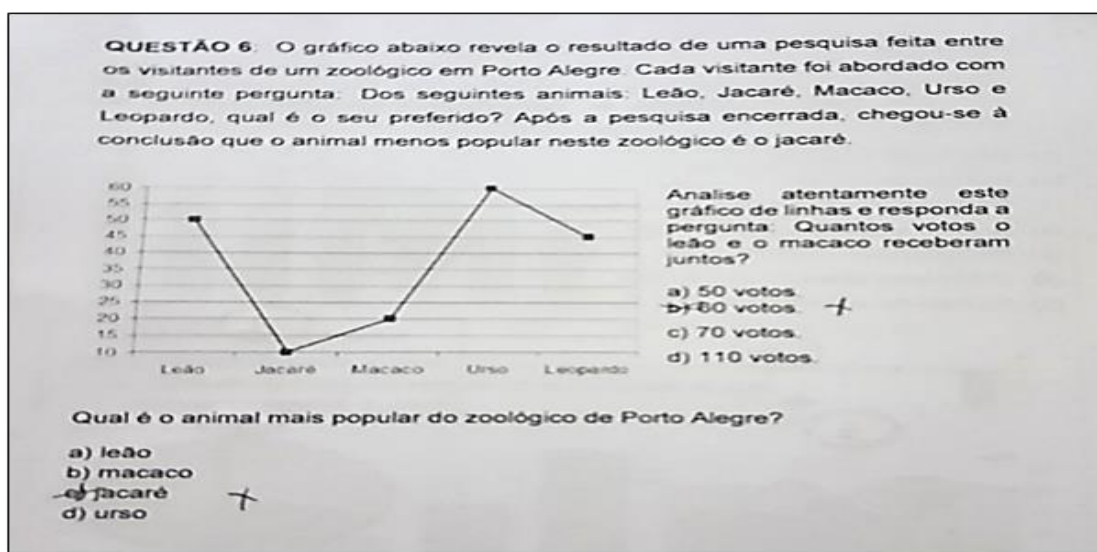 QUESTÃO 6: O gráfico abaixo revela o resultado de uma pesquisa feita entre
os visitantes de um zoológico em Porto Alegre. Cada visitante foi abordado com
a seguinte pergunta: Dos seguintes animais: Leão, Jacaré, Macaco, Urso e
Leopardo, qual é o seu preferido? Após a pesquisa encerrada, chegou-se à
conclusão que o animal menos popular neste zoológico é o jacaré.
60
55
50
45
40
35
30
25
20
15
10
Leão Jacaré Macaco Urso Leopardo
Analise atentamente este
gráfico de linhas e responda a
pergunta: Quantos votos o
leão e o macaco receberam
juntos?
a) 50 votos.
b) 60 votos.
c) 70 votos.
d) 110 votos.
Qual é o animal mais popular do zoológico de Porto Alegre?
a) leão
b) macaco
c) jacaré
d) urso